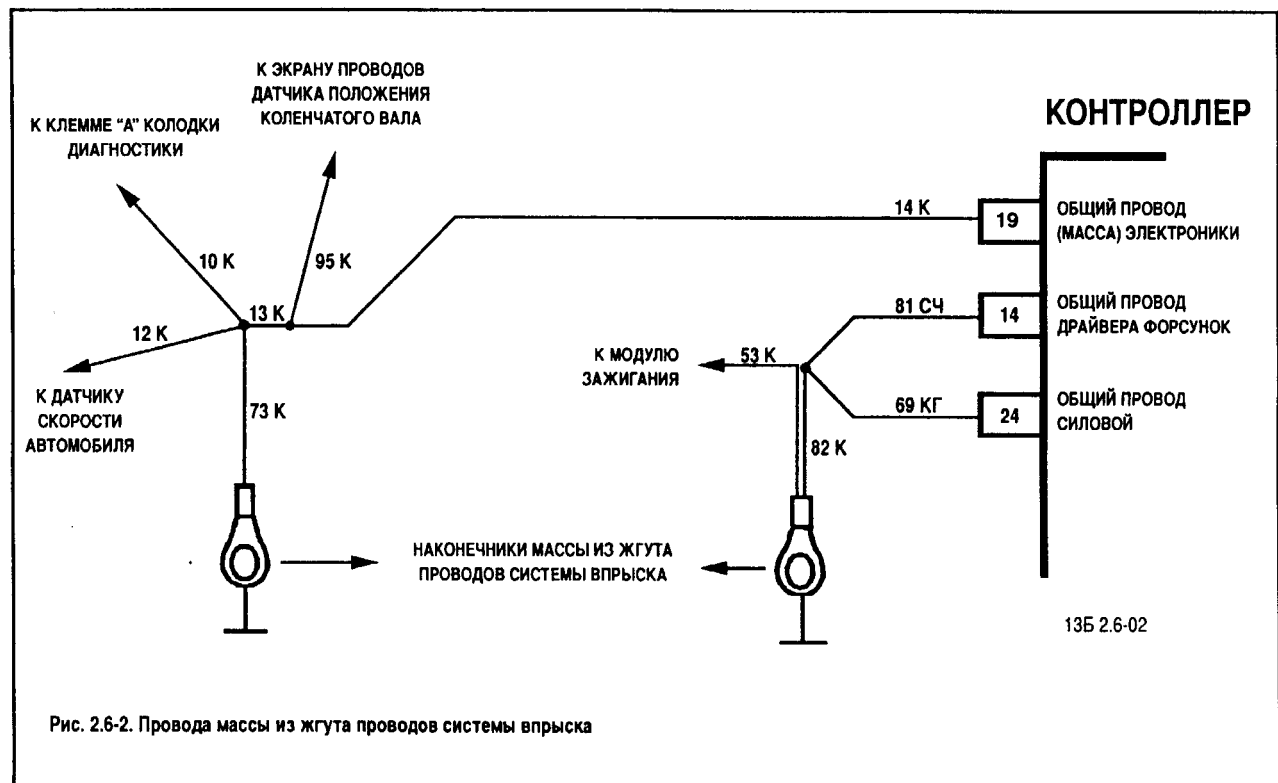 К ЭКРАНУ ПРОВОДОВ
ДАТЧИКА ПОЛОЖЕНИЯ
КОЛЕНЧАТОГО ВАЛА
К КЛЕММЕ "А" КОЛОДКИ
ДИАГНОСТИКИ
КОНТРОЛЛЕР
14 К
19
ОБЩИЙ ПРОВОД
(МАССА) ЭЛЕКТРОНИКИ
10 К
95 К
13 К
12 К
К ДАТЧИКУ
СКОРОСТИ
АВТОМОБИЛЯ
73 К
81 СЧ
14
ОБЩИЙ ПРОВОД
ДРАЙВЕРА ФОРСУНОК
К МОДУЛЮ
ЗАЖИГАНИЯ
53 К
69 КГ
24
ОБЩИЙ ПРОВОД
СИЛОВОЙ
82 К
НАКОНЕЧНИКИ МАССЫ ИЗ ЖГУТА
ПРОВОДОВ СИСТЕМЫ ВПРЫСКА
13Б 2.6-02
Рис. 2.6-2. Провода массы из жгута проводов системы впрыска